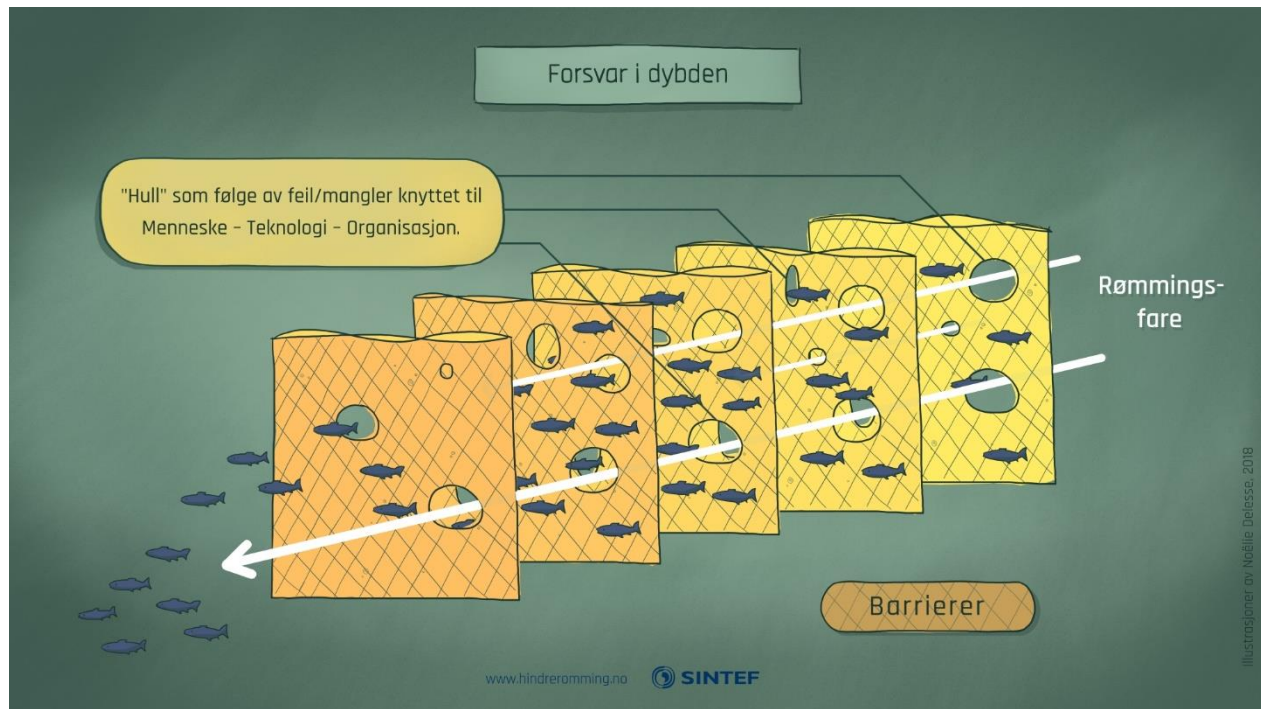 Forsvar i dybden
"Hull" som følge av feil/mangler knyttet til
Menneske – Teknologi – Organisasjon.
Rømmings-
fare
Barrierer
www.hindreromming.no
SINTEF
Illustrasjoner av Noëlie Delesse, 2018